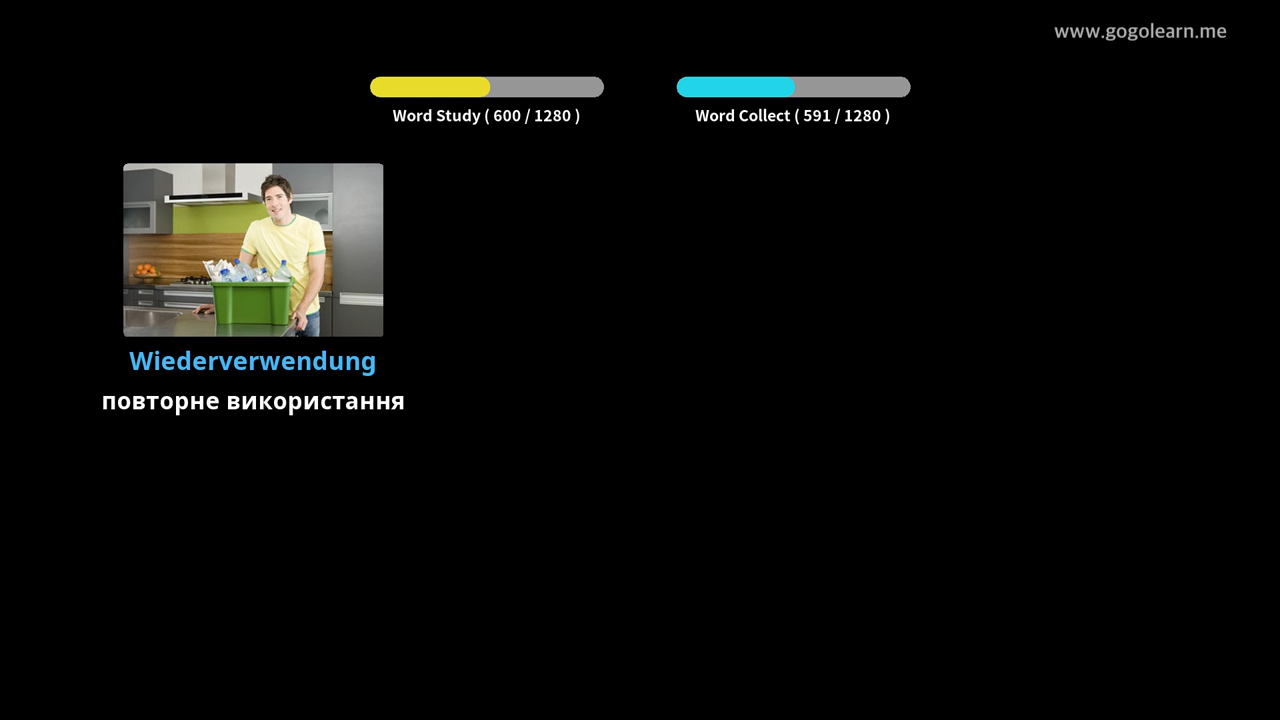 www.gogolearn.me
Word Study ( 600 / 1280 )
Word Collect ( 591 / 1280 )
Wiederverwendung
повторне використання